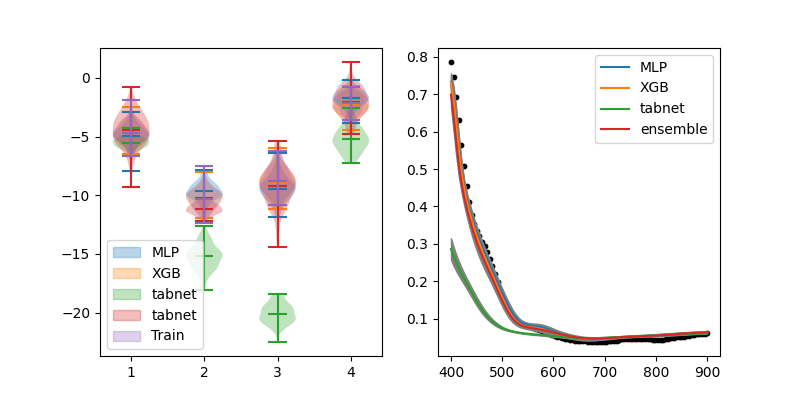 0
−5
−10
−15
−20
MLP
XGB
tabnet
tabnet
Train
1 2 3 4
0.8
0.7
0.6
0.5
0.4
0.3
0.2
0.1
MLP
XGB
tabnet
ensemble
400 500 600 700 800 900